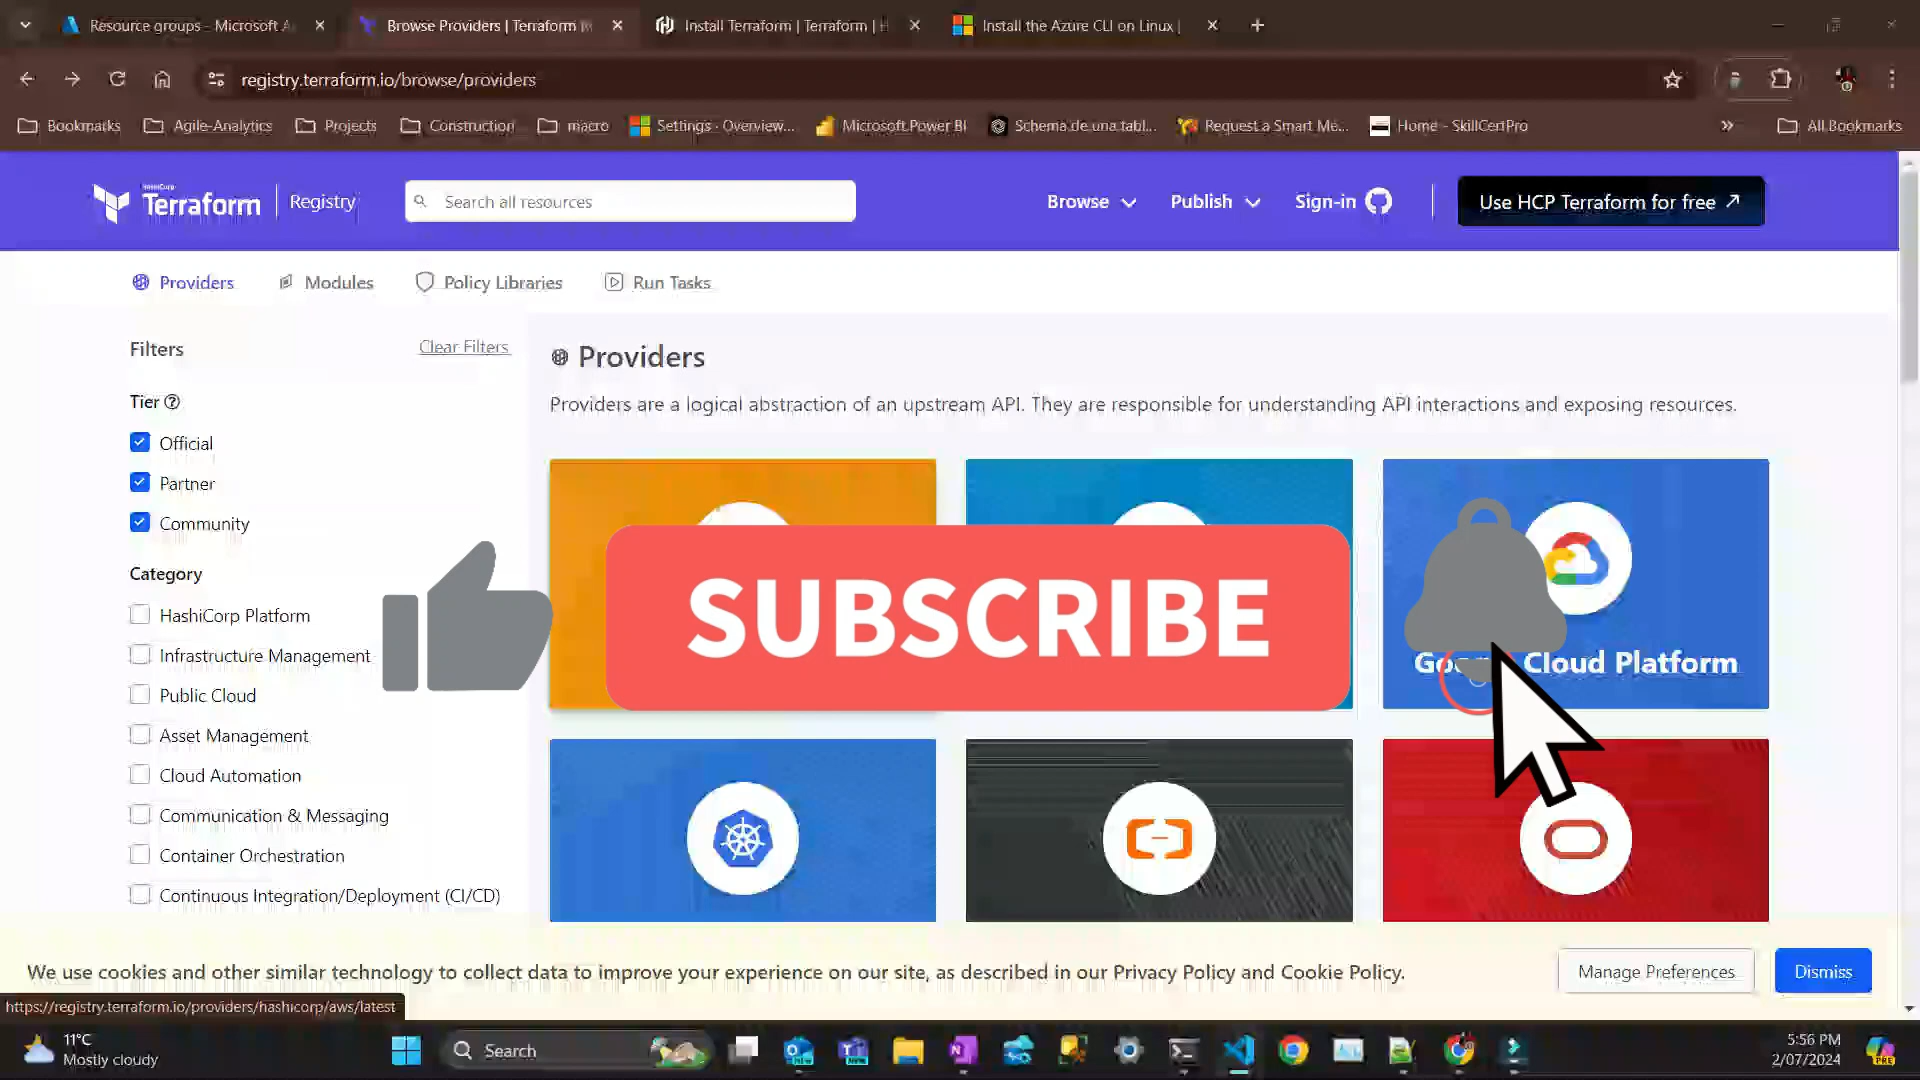 Resource groups - Microsoft A
Browse Providers | Terraform R
Install Terraform | Terraform | H
Install the Azure CLI on Linux |
registry.terraform.io/browse/providers
Bookmarks
Agile-Analytics
Projects
Construction
macro
Settings - Overview...
Microsoft Power BI
Schema de una tabl...
Request a Smart Me...
Home - SkillCertPro
All Bookmarks
HashiCorp
Terraform
Registry
Search all resources
Browse
Publish
Sign-in
Use HCP Terraform for free
Providers
Modules
Policy Libraries
Run Tasks
Filters
Clear Filters
Tier
Official
Partner
Community
Category
HashiCorp Platform
Infrastructure Management
Public Cloud
Asset Management
Cloud Automation
Communication & Messaging
Container Orchestration
Continuous Integration/Deployment (CI/CD)
Providers
Providers are a logical abstraction of an upstream API. They are responsible for understanding API interactions and exposing resources.
SUBSCRIBE
Cloud Platform
We use cookies and other similar technology to collect data to improve your experience on our site, as described in our Privacy Policy and Cookie Policy.
Manage Preferences
Dismiss
https://registry.terraform.io/providers/hashicorp/aws/latest
11°C
Mostly cloudy
Search
5:56 PM
2/07/2024